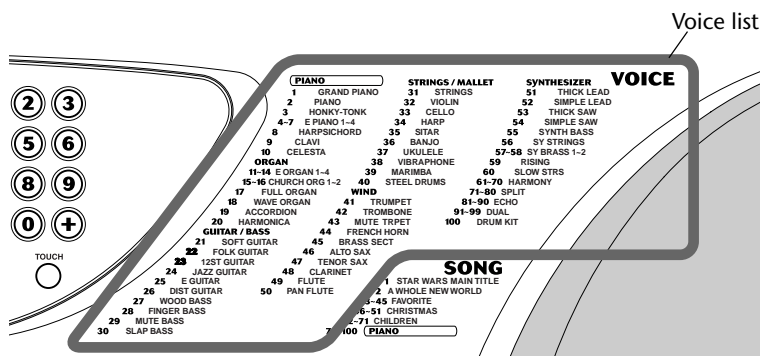 Voice list
VOICE
PIANO
1 GRAND PIANO
2 PIANO
3 HONKY-TONK
4~7 E PIANO 1~4
8 HARPSICHORD
9 CLAVI
10 CELESTA
ORGAN
11~14 E ORGAN 1~4
15~16 CHURCH ORG 1~2
17 FULL ORGAN
18 WAVE ORGAN
19 ACCORDION
20 HARMONICA
GUITAR / BASS
21 SOFT GUITAR
22 FOLK GUITAR
23 12ST GUITAR
24 JAZZ GUITAR
25 E GUITAR
26 DIST GUITAR
27 WOOD BASS
28 FINGER BASS
29 MUTE BASS
30 SLAP BASS
STRINGS / MALLET
31 STRINGS
32 VIOLIN
33 CELLO
34 HARP
35 SITAR
36 BANJO
37 UKULELE
38 VIBRAPHONE
39 MARIMBA
40 STEEL DRUMS
WIND
41 TRUMPET
42 TROMBONE
43 MUTE TRPET
44 FRENCH HORN
45 BRASS SECT
46 ALTO SAX
47 TENOR SAX
48 CLARINET
49 FLUTE
50 PAN FLUTE
SYNTHESIZER
51 THICK LEAD
52 SIMPLE LEAD
53 THICK SAW
54 SIMPLE SAW
55 SYNTH BASS
56 SY STRINGS
57~58 SY BRASS 1~2
59 RISING
60 SLOW STRS
61~70 HARMONY
71~80 SPLIT
81~90 ECHO
91~99 DUAL
100 DRUM KIT
SONG
1 STAR WARS MAIN TITLE
2 A WHOLE NEW WORLD
~45 FAVORITE
~51 CHRISTMAS
~71 CHILDREN
100 PIANO
2 3
5 6
8 9
0 +
TOUCH